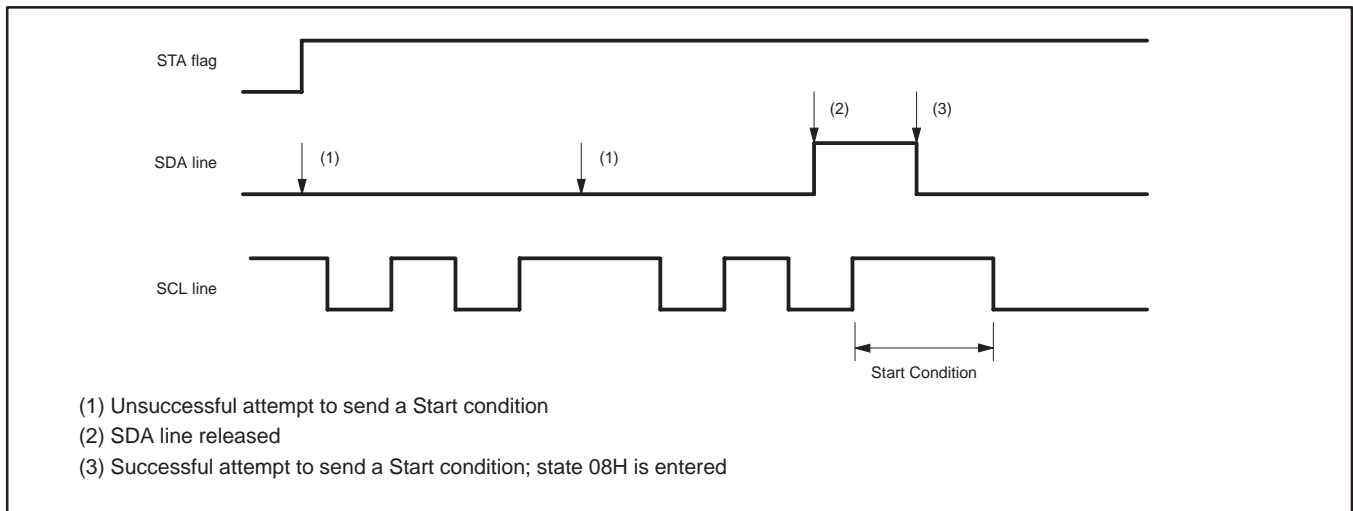 STA flag
(2)
(3)
SDA line
(1)
(1)
SCL line
Start Condition
(1) Unsuccessful attempt to send a Start condition
(2) SDA line released
(3) Successful attempt to send a Start condition; state 08H is entered